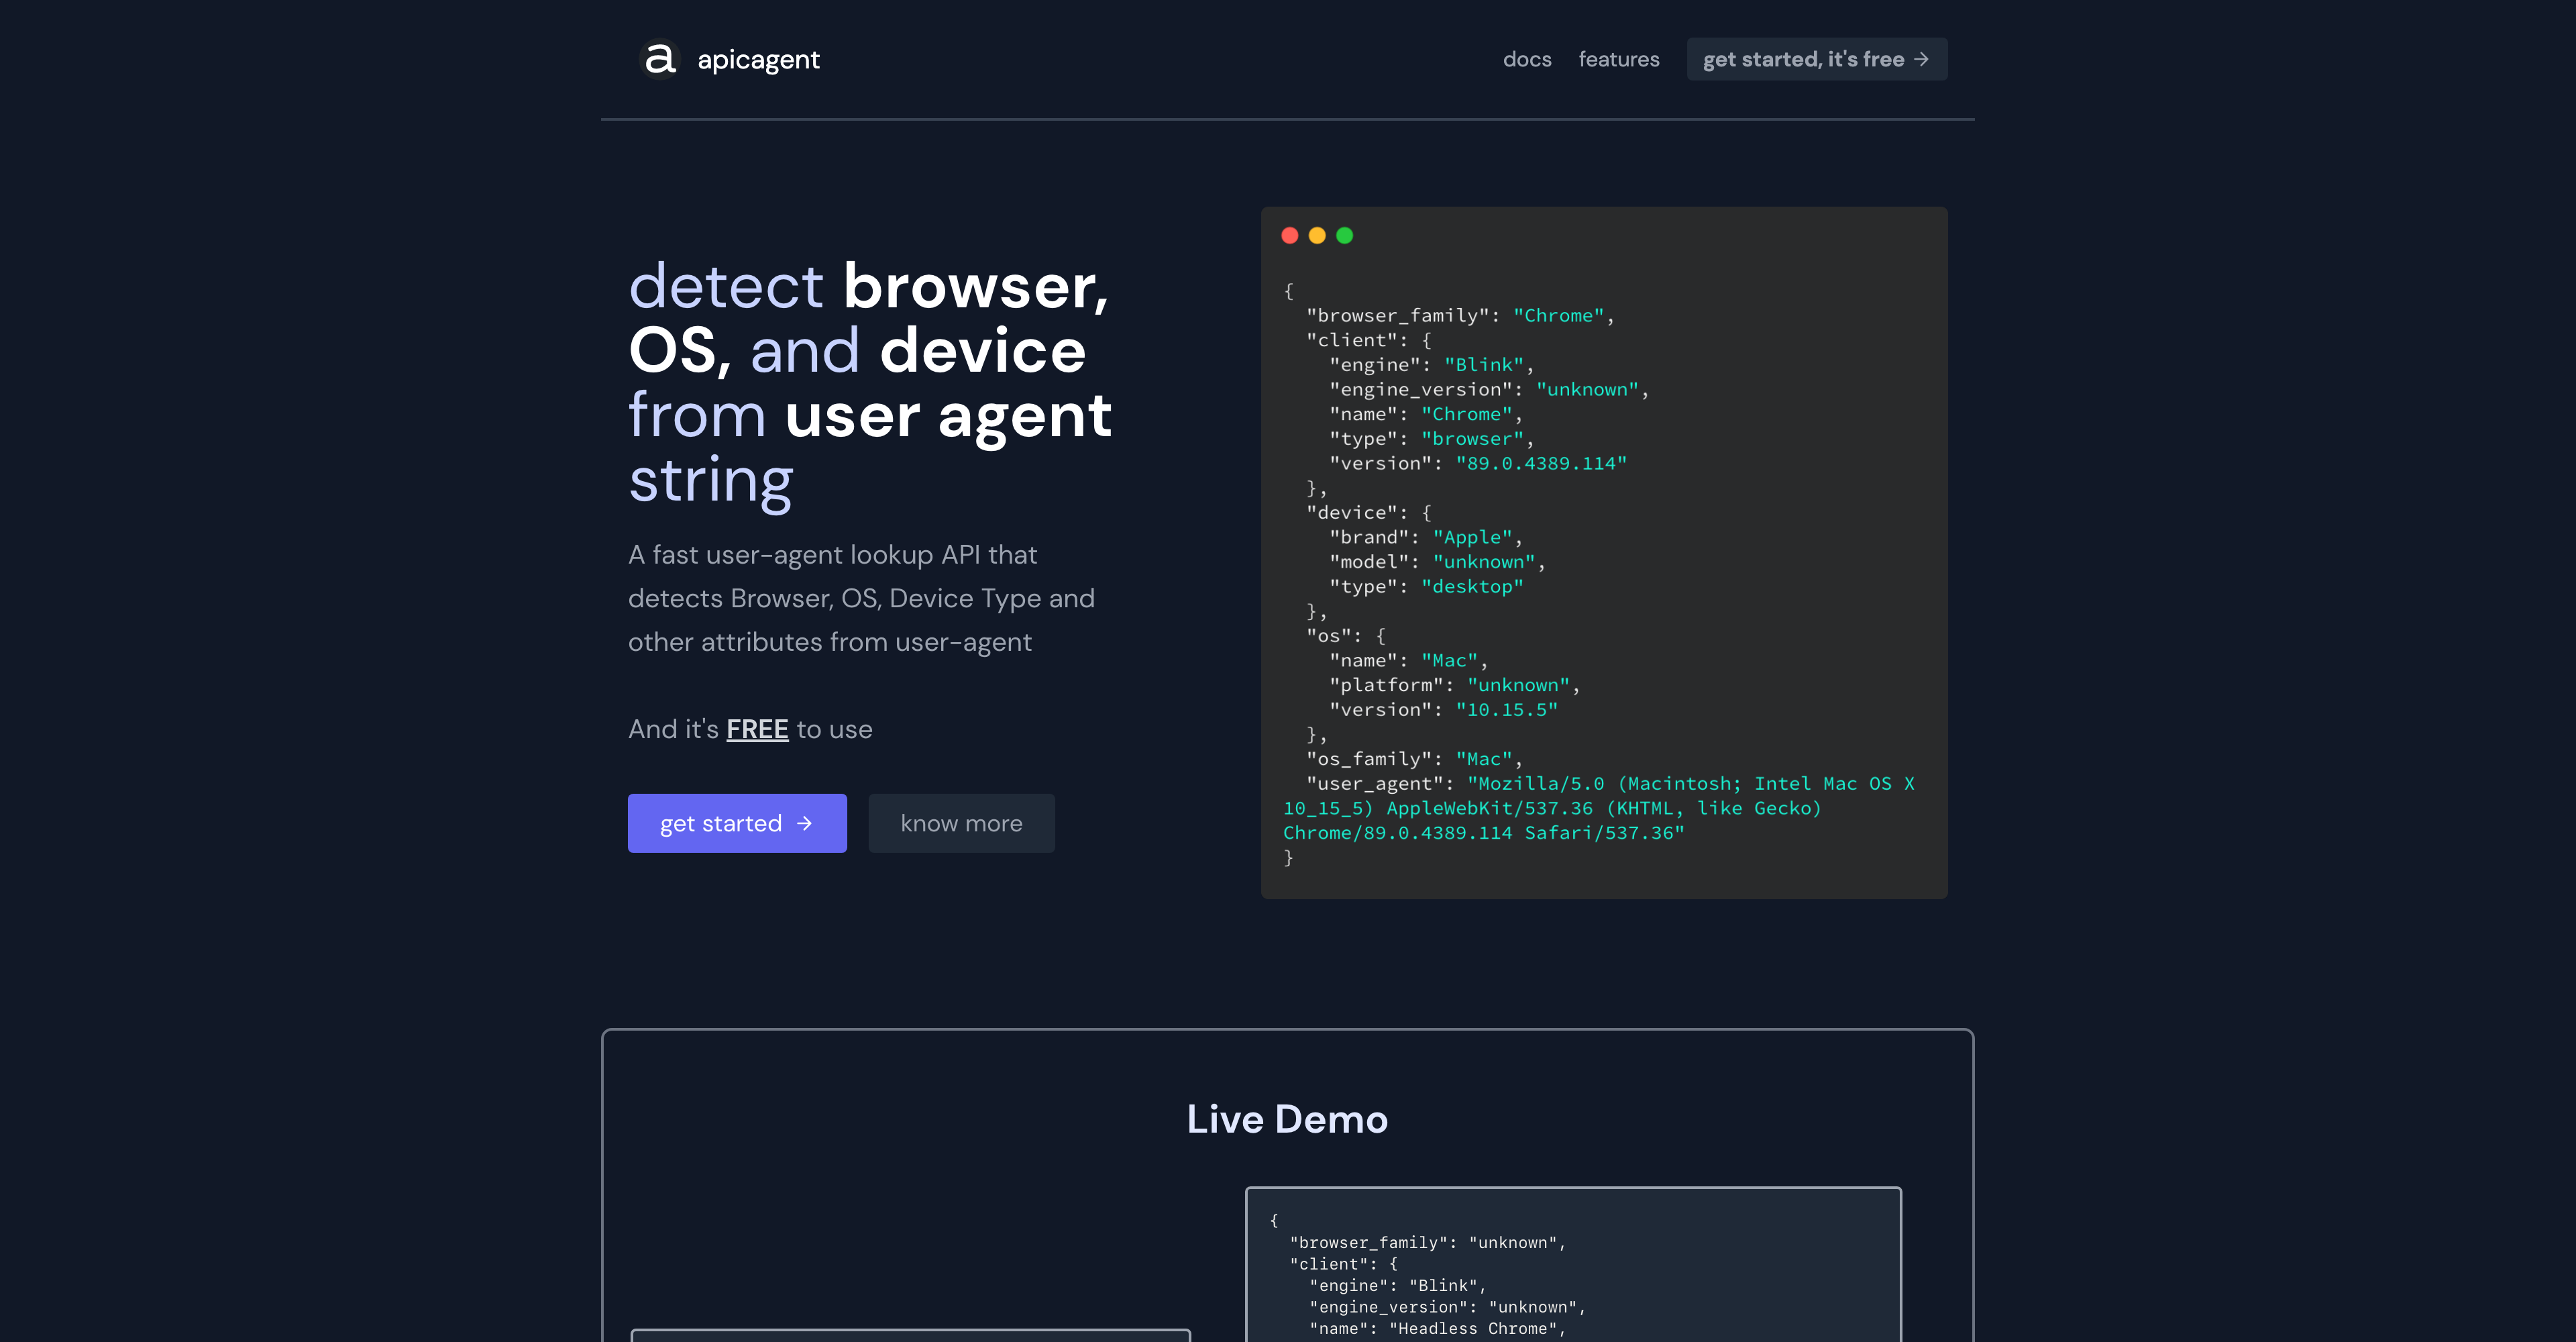 a apicagent
docs features get started, it's free →
detect browser,
OS, and device
from user agent
string
A fast user-agent lookup API that
detects Browser, OS, Device Type and
other attributes from user-agent
And it's FREE to use
get started → know more
{
"browser_family": "Chrome",
"client": {
"engine": "Blink",
"engine_version": "unknown",
"name": "Chrome",
"type": "browser",
"version": "89.0.4389.114"
},
"device": {
"brand": "Apple",
"model": "unknown",
"type": "desktop"
},
"os": {
"name": "Mac",
"platform": "unknown",
"version": "10.15.5"
},
"os_family": "Mac",
"user_agent": "Mozilla/5.0 (Macintosh; Intel Mac OS X
10_15_5) AppleWebKit/537.36 (KHTML, like Gecko)
Chrome/89.0.4389.114 Safari/537.36"
}
Live Demo
{
"browser_family": "unknown",
"client": {
"engine": "Blink",
"engine_version": "unknown",
"name": "Headless Chrome",